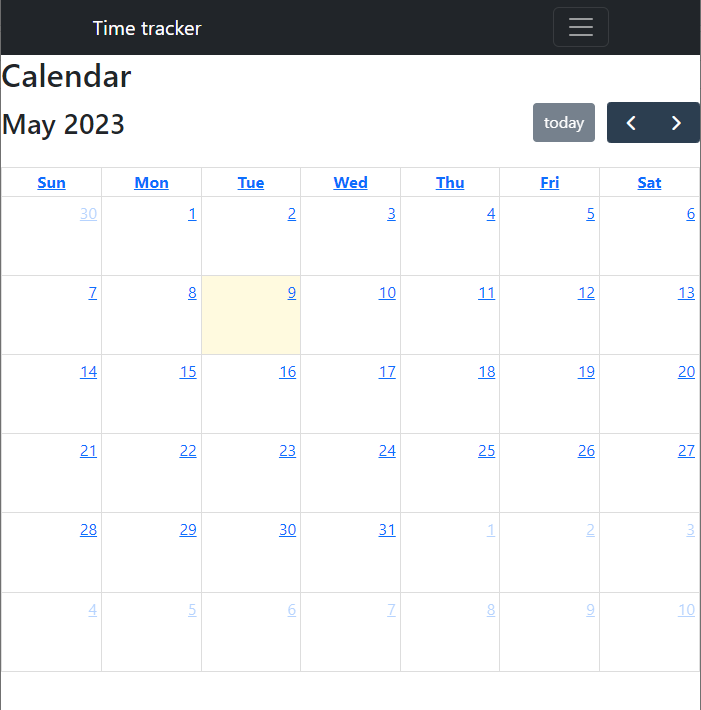 Time tracker
Calendar
May 2023 today
Sun Mon Tue Wed Thu Fri Sat
30 1 2 3 4 5 6
7 8 9 10 11 12 13
14 15 16 17 18 19 20
21 22 23 24 25 26 27
28 29 30 31 1 2 3
4 5 6 7 8 9 10